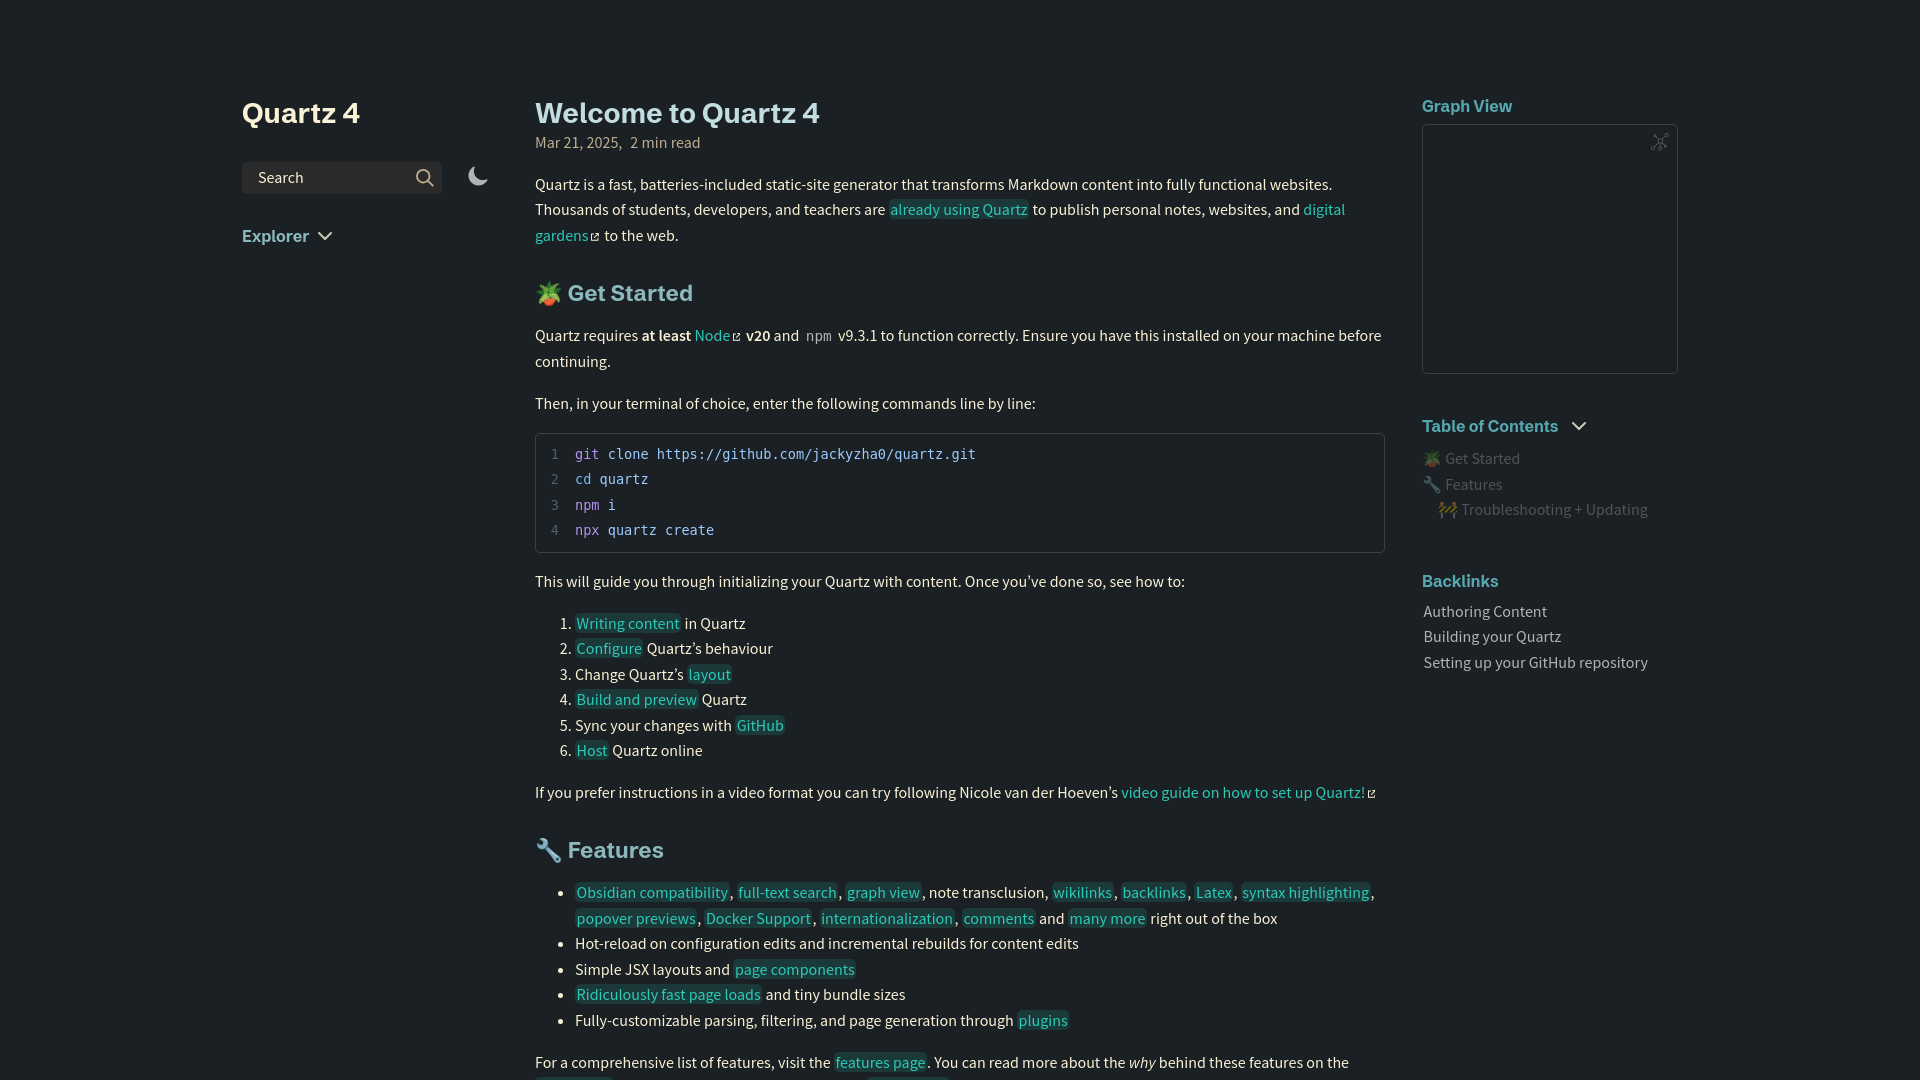 Quartz 4
Search
Explorer
Welcome to Quartz 4
Mar 21, 2025, 2 min read
Quartz is a fast, batteries-included static-site generator that transforms Markdown content into fully functional websites.
Thousands of students, developers, and teachers are already using Quartz to publish personal notes, websites, and digital
gardens to the web.
🪴 Get Started
Quartz requires at least Node v20 and npm v9.3.1 to function correctly. Ensure you have this installed on your machine before
continuing.
Then, in your terminal of choice, enter the following commands line by line:
1 git clone https://github.com/jackyzha0/quartz.git
2 cd quartz
3 npm i
4 npx quartz create
This will guide you through initializing your Quartz with content. Once you’ve done so, see how to:
1. Writing content in Quartz
2. Configure Quartz’s behaviour
3. Change Quartz’s layout
4. Build and preview Quartz
5. Sync your changes with GitHub
6. Host Quartz online
If you prefer instructions in a video format you can try following Nicole van der Hoeven’s video guide on how to set up Quartz!
🔧 Features
• Obsidian compatibility, full-text search, graph view, note transclusion, wikilinks, backlinks, Latex, syntax highlighting,
popover previews, Docker Support, internationalization, comments and many more right out of the box
• Hot-reload on configuration edits and incremental rebuilds for content edits
• Simple JSX layouts and page components
• Ridiculously fast page loads and tiny bundle sizes
• Fully-customizable parsing, filtering, and page generation through plugins
For a comprehensive list of features, visit the features page. You can read more about the why behind these features on the
Graph View
Table of Contents
🪴 Get Started
🔧 Features
🚧 Troubleshooting + Updating
Backlinks
Authoring Content
Building your Quartz
Setting up your GitHub repository